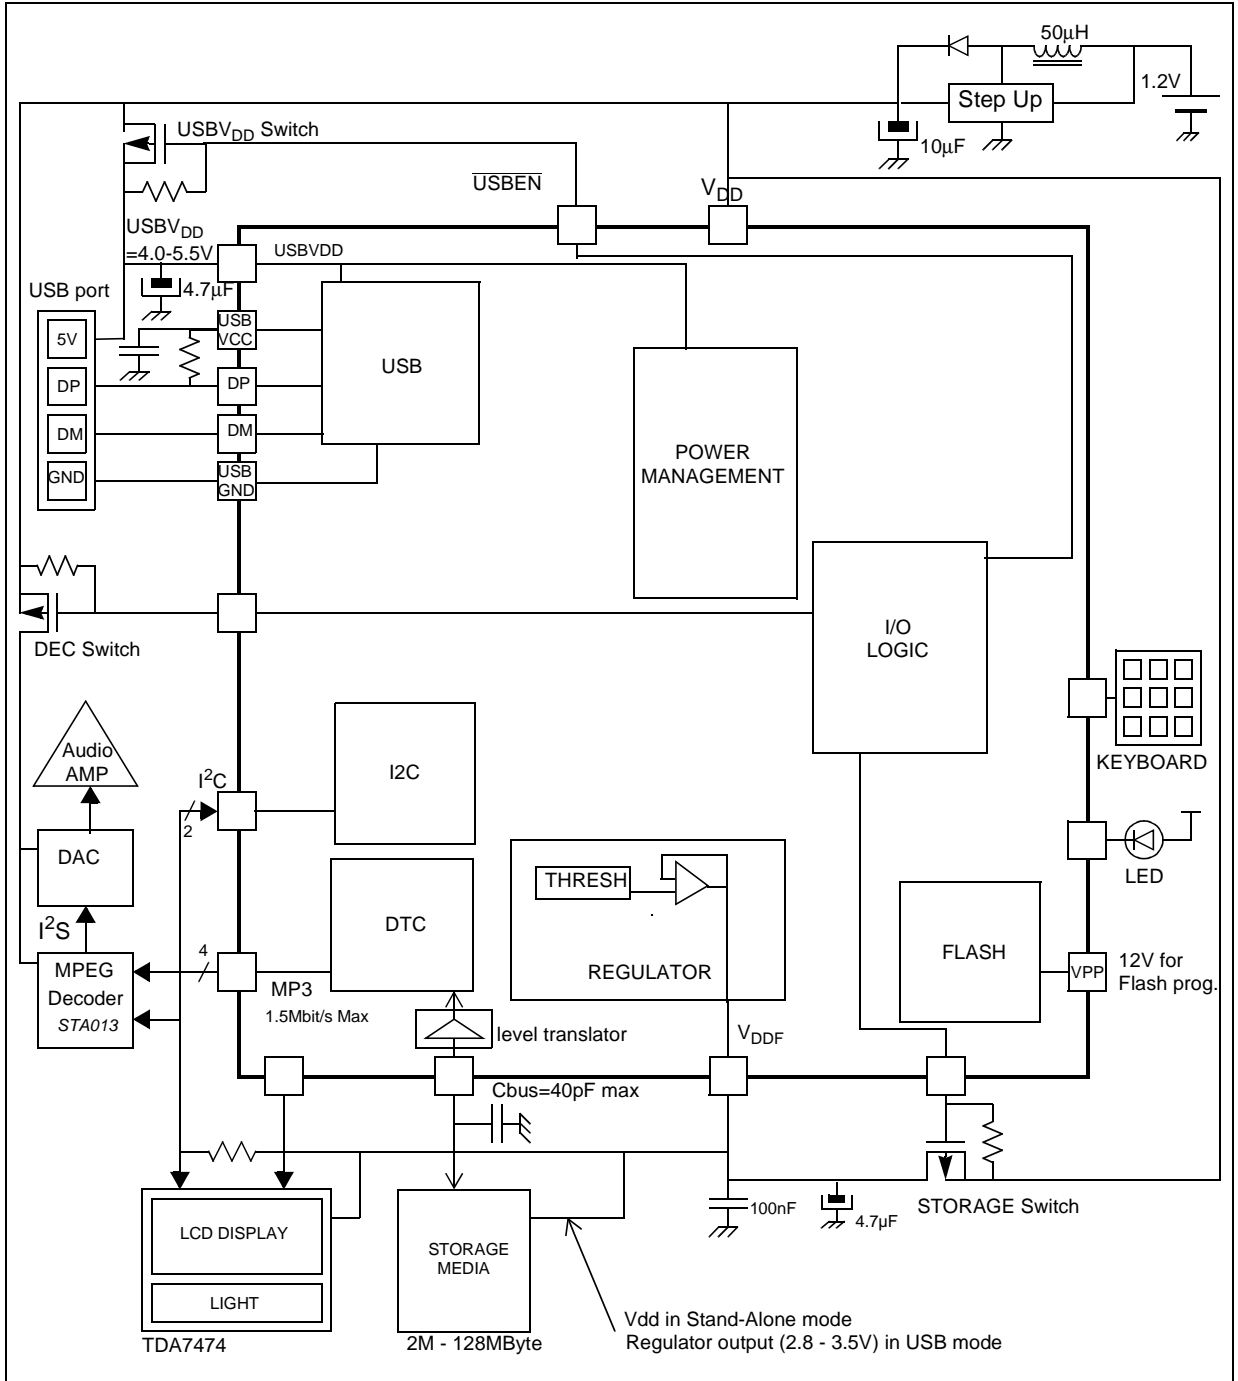 50µH
1.2V
Step Up
10µF
USBV_DD Switch
USBEN
V_DD
USBV_DD
=4.0-5.5V
USBVDD
4.7µF
USB port
5V
USB
VCC
USB
DP
DP
DM
DM
GND
USB
GND
POWER
MANAGEMENT
I/O
LOGIC
DEC Switch
KEYBOARD
Audio
AMP
I²C
2
I2C
DAC
LED
THRESH
REGULATOR
DTC
FLASH
I²S
MPEG
Decoder
STA013
4
MP3
1.5Mbit/s Max
VPP
12V for
Flash prog.
level translator
V_DDF
Cbus=40pF max
LCD DISPLAY
LIGHT
TDA7474
STORAGE
MEDIA
2M - 128MByte
100nF
4.7µF
STORAGE Switch
Vdd in Stand-Alone mode
Regulator output (2.8 - 3.5V) in USB mode